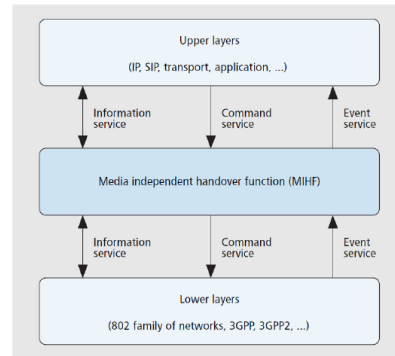 Upper layers
(IP, SIP, transport, application, ...)
Information
service
Command
service
Event
service
Media independent handover function (MIHF)
Information
service
Command
service
Event
service
Lower layers
(802 family of networks, 3GPP, 3GPP2, ...)